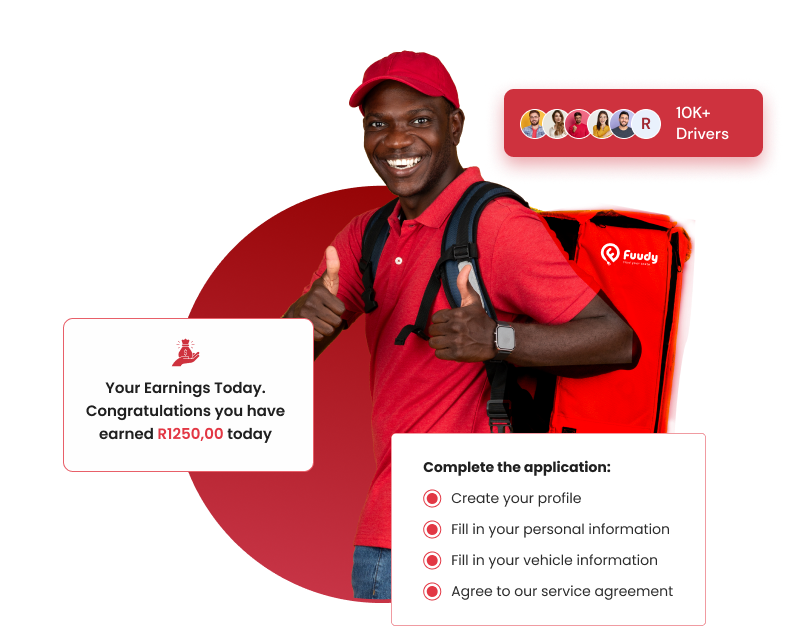 R
10K+
Drivers
Fuudy
Your Earnings Today.
Congratulations you have
earned R1250,00 today
Complete the application:
Create your profile
Fill in your personal information
Fill in your vehicle information
Agree to our service agreement